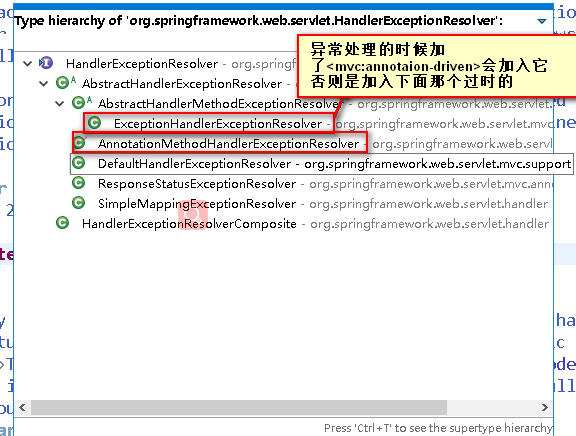 Type hierarchy of 'org.springframework.web.servlet.HandlerExceptionResolver':
异常处理的时候加
了<mvc:annotaion-driven>会加入它
否则是加入下面那个过时的
HandlerExceptionResolver - org.spring
AbstractHandlerExceptionResolver -
AbstractHandlerMethodExceptionResolver - org.springframework.web.servlet.
ExceptionHandlerExceptionResolver - org.springframework.web.servlet.mvc
AnnotationMethodHandlerExceptionResolver - org.springframework.web.servl
DefaultHandlerExceptionResolver - org.springframework.web.servlet.mvc.support
ResponseStatusExceptionResolver - org.springframework.web.servlet.mvc.ann
SimpleMappingExceptionResolver - org.springframework.web.servlet.handler
HandlerExceptionResolverComposite - org.springframework.web.servlet.handler
Press 'Ctrl+T' to see the supertype hierarchy